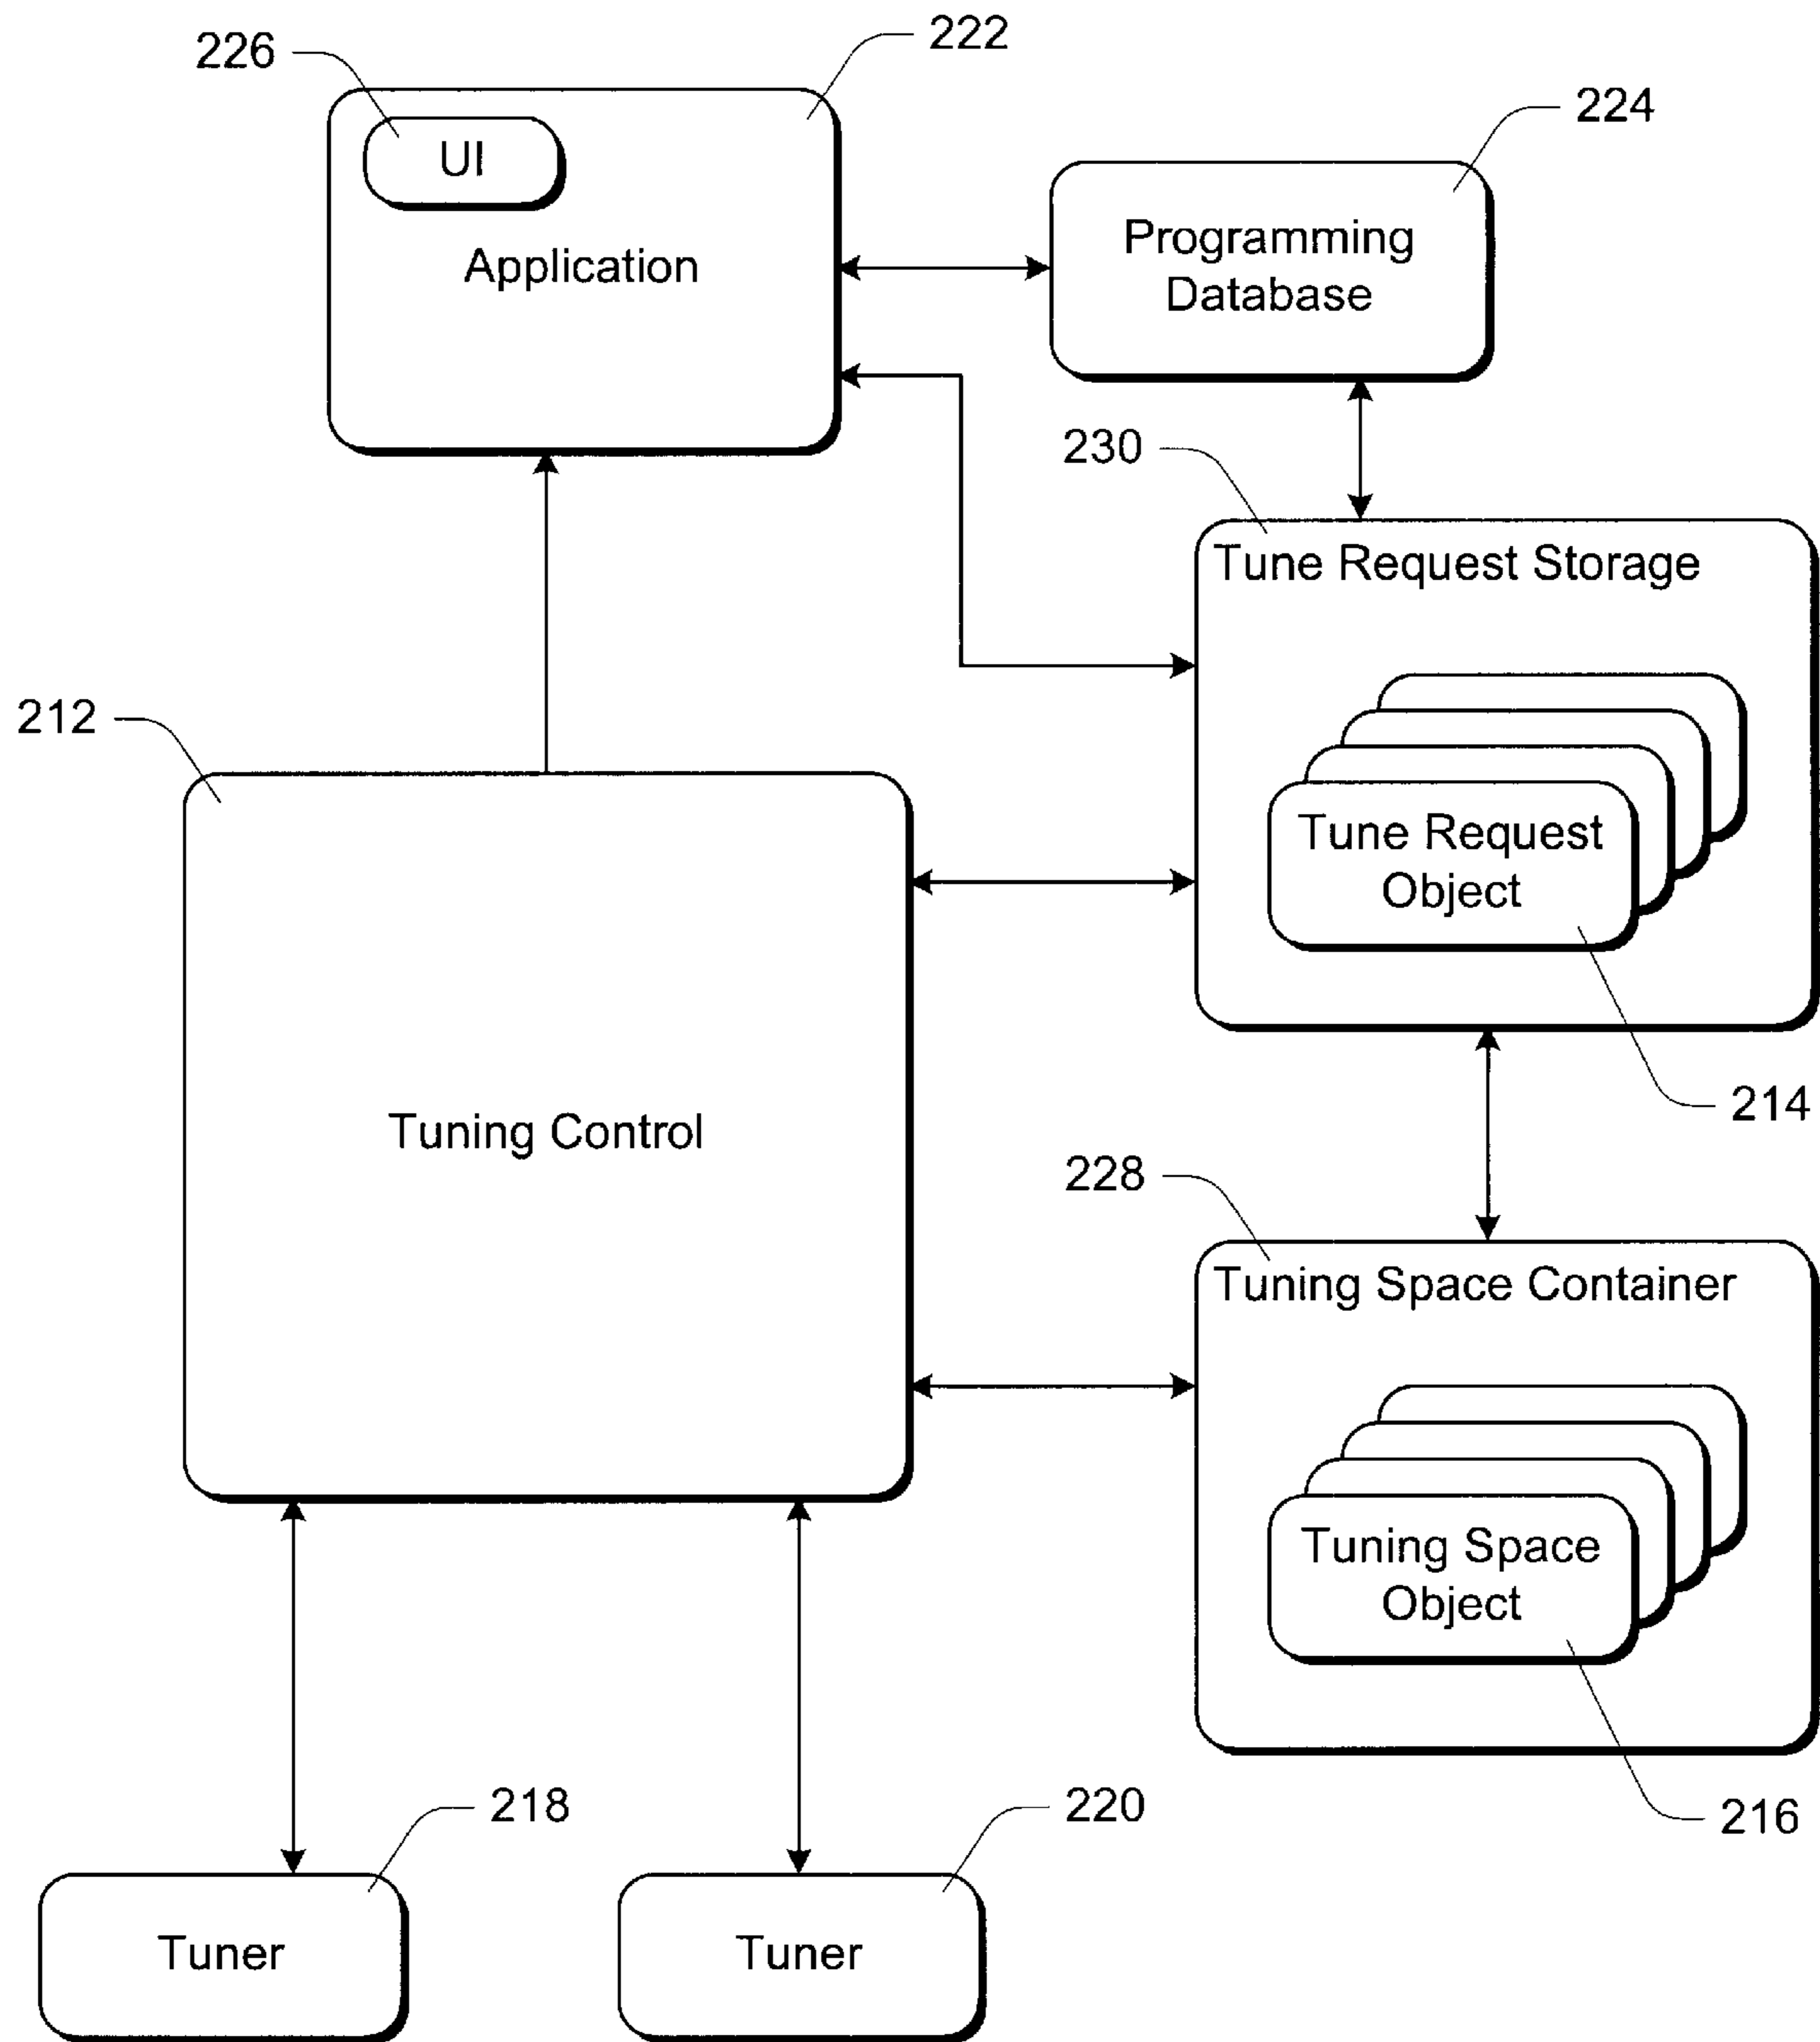 226
222
UI
224
Application
Programming
Database
230
Tune Request Storage
212
Tune Request
Object
214
Tuning Control
228
Tuning Space Container
Tuning Space
Object
216
218
220
Tuner
Tuner